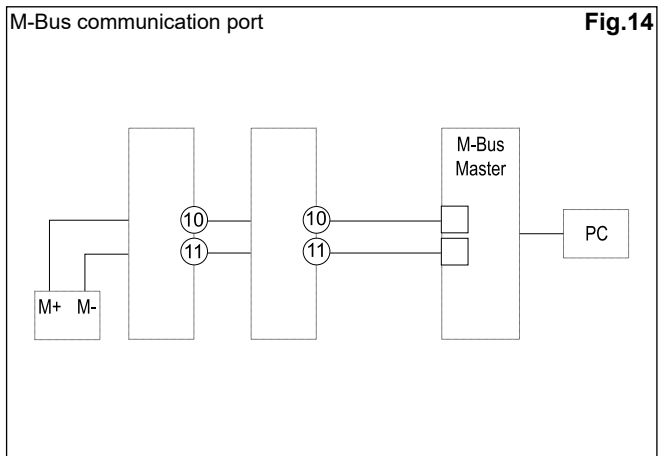 M-Bus communication port
Fig.14
M-Bus
Master
10
10
11
11
PC
M+ M-